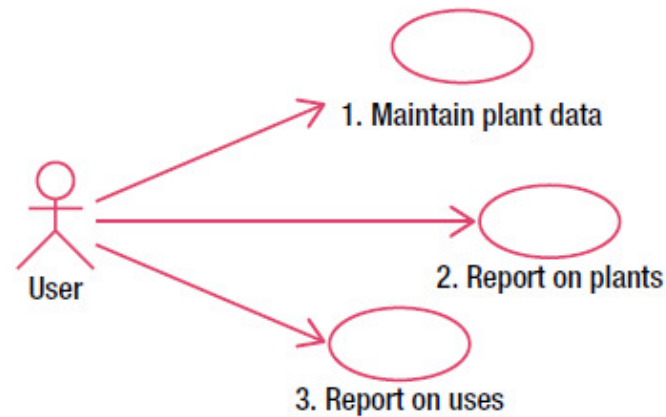 1. Maintain plant data
User
2. Report on plants
3. Report on uses